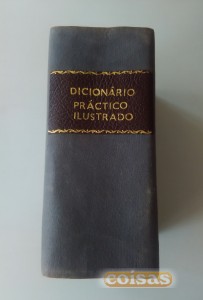 DICIONÁRIO
PRÁCTICO
ILUSTRADO
coisas